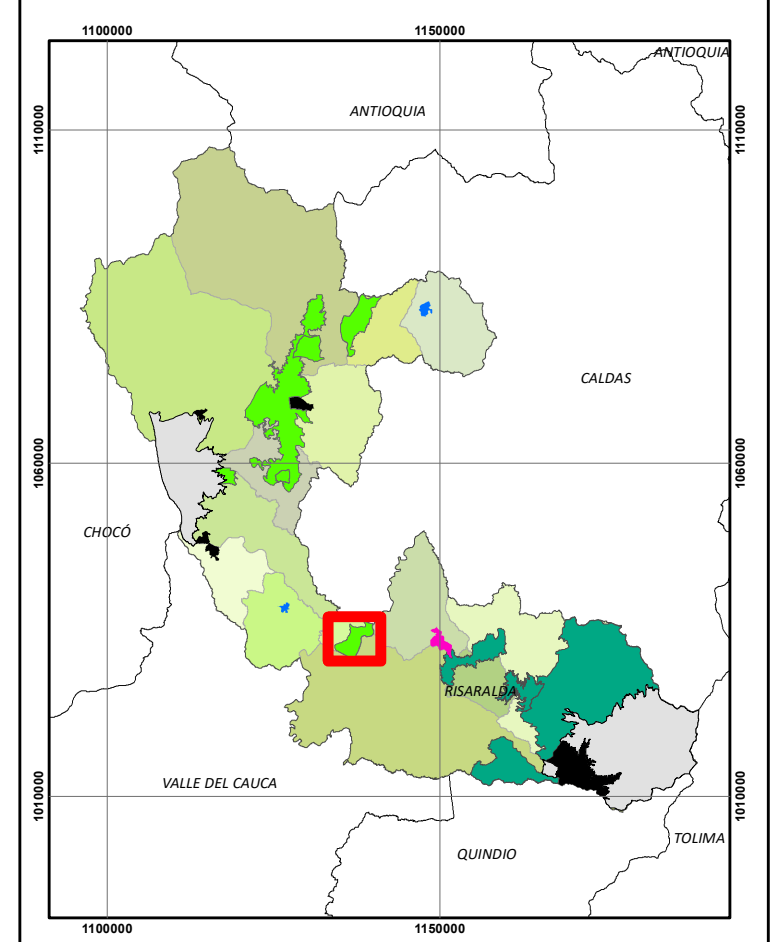 1100000 1150000
ANTIOQUIA
ANTIOQUIA
1110000 1110000
CALDAS
1060000 1060000
CHOCÓ
RISARALDA
VALLE DEL CAUCA
1010000 1010000
TOLIMA
QUINDIO
1100000 1150000